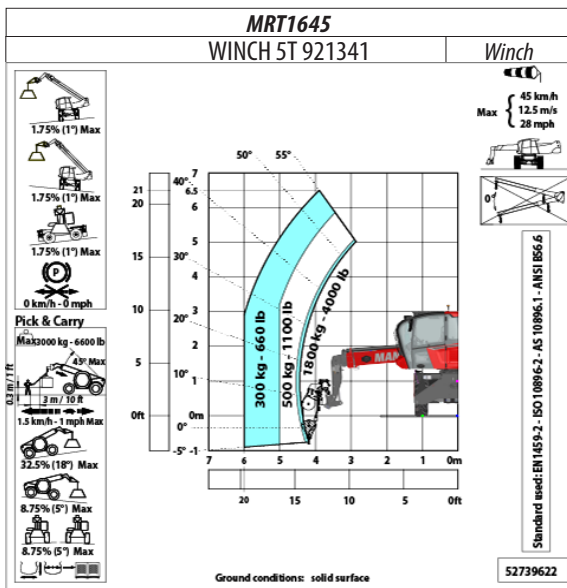 MRT1645
WINCH 5T 921341
Winch
1.75% (1°) Max
1.75% (1°) Max
1.75% (1°) Max
P
0 km/h - 0 mph
Pick & Carry
Max 3000 kg - 6600 lb
45° Max
0.3 m / 1 ft
3 m / 10 ft
1.5 km/h - 1 mph Max
32.5% (18°) Max
8.75% (5°) Max
8.75% (5°) Max
Max
45 km/h
12.5 m/s
28 mph
0°
50°
55°
40°
30°
20°
10°
0°
-5°
21
20
15
10
5
0ft
7
6.5
6
5
4
3
2
1
0m
-1
300 kg - 660 lb
500 kg - 1100 lb
1800 kg - 4000 lb
MAN
7 6 5 4 3 2 1 0m
20 15 10 5 0ft
Standard used: EN 1459-2 - ISO 10896-2 - AS 10896.1 - ANSI B56.6
Ground conditions: solid surface
52739622